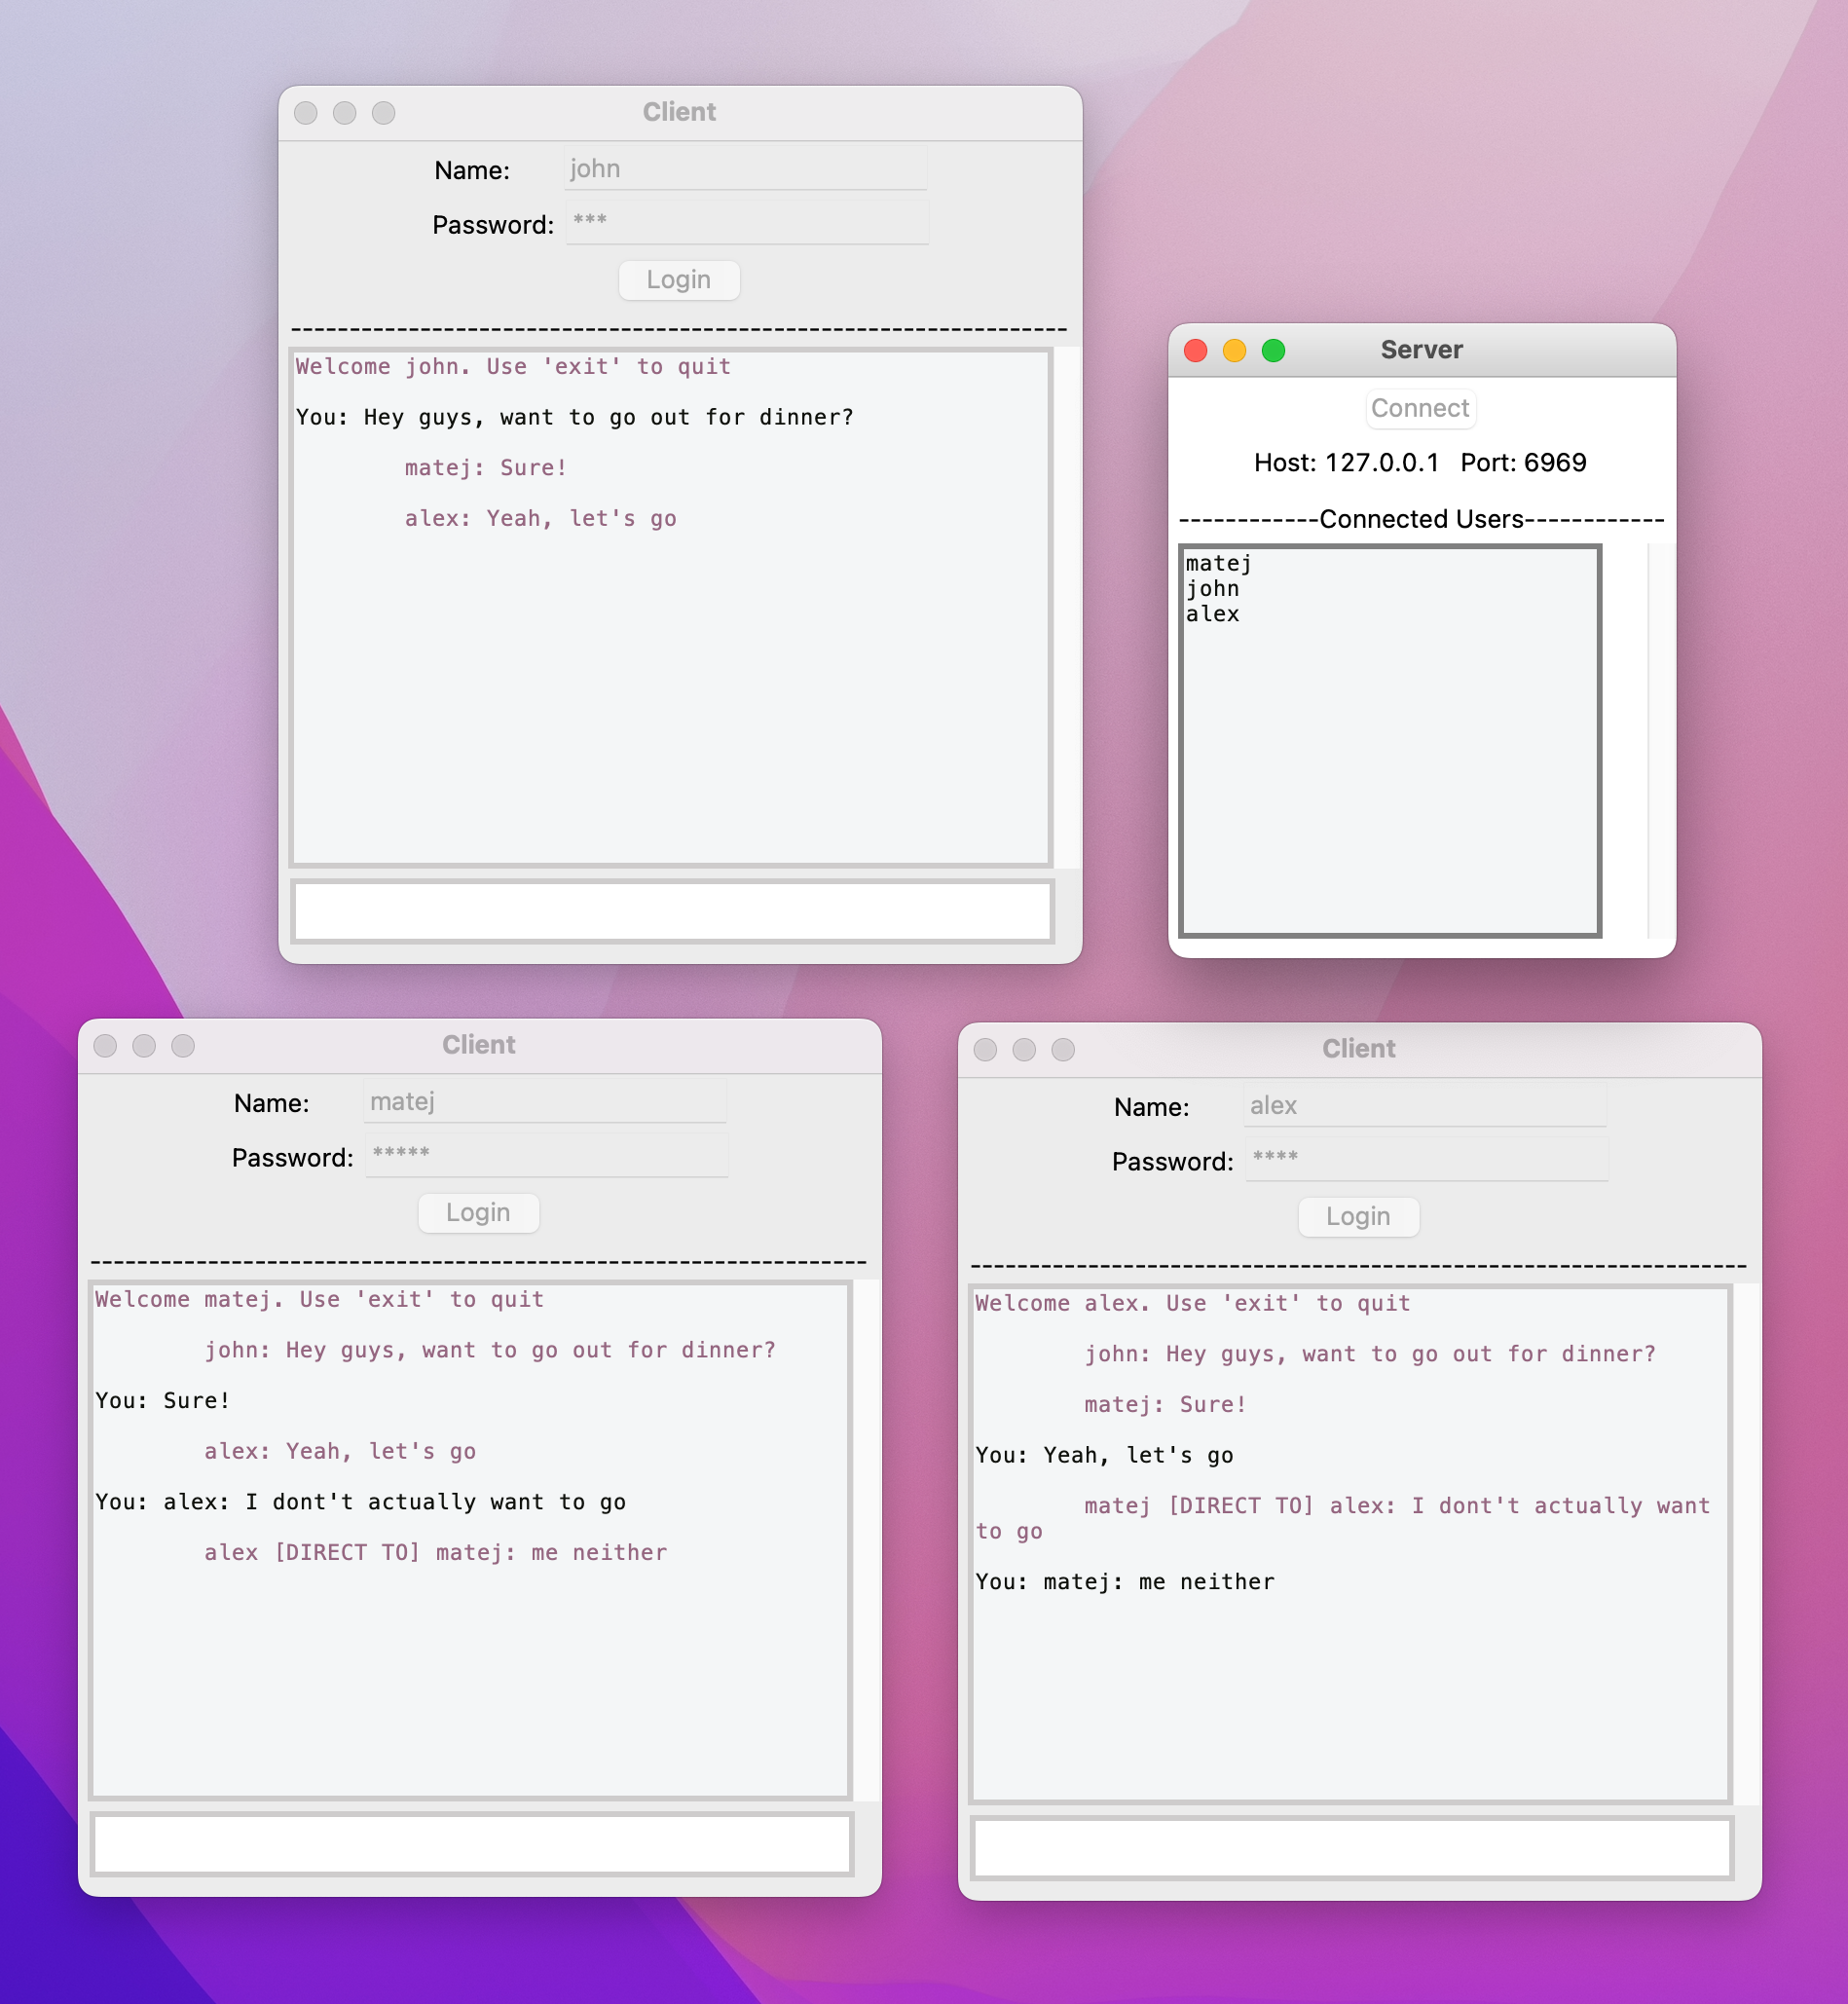 Client
Name: john
Password: ***
Login
------------------------------------------------------------------
Welcome john. Use 'exit' to quit
You: Hey guys, want to go out for dinner?
matej: Sure!
alex: Yeah, let's go
Server
Connect
Host: 127.0.0.1 Port: 6969
------------Connected Users------------
matej
john
alex
Client
Name: matej
Password: *****
Login
------------------------------------------------------------------
Welcome matej. Use 'exit' to quit
john: Hey guys, want to go out for dinner?
You: Sure!
alex: Yeah, let's go
You: alex: I dont't actually want to go
alex [DIRECT TO] matej: me neither
Client
Name: alex
Password: ****
Login
------------------------------------------------------------------
Welcome alex. Use 'exit' to quit
john: Hey guys, want to go out for dinner?
matej: Sure!
You: Yeah, let's go
matej [DIRECT TO] alex: I dont't actually want
to go
You: matej: me neither